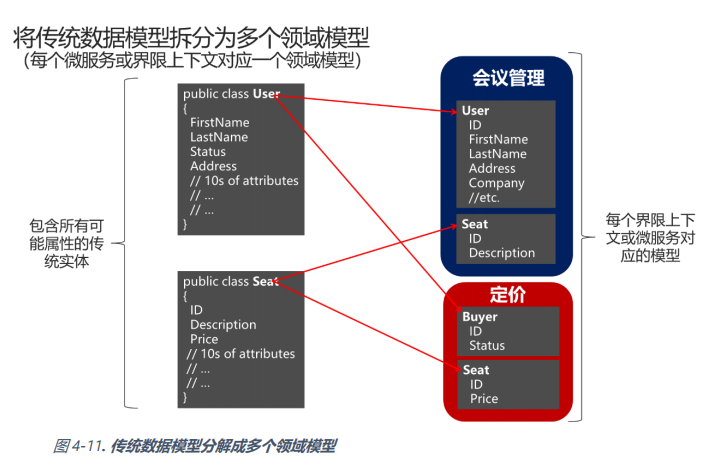 将传统数据模型拆分为多个领域模型
（每个微服务或界限上下文对应一个领域模型）
包含所有可
能属性的传
统实体
public class User
{
FirstName
LastName
Status
Address
// 10s of attributes
// ...
// ...
}
public class Seat
{
ID
Description
Price
// 10s of attributes
// ...
// ...
}
会议管理
User
ID
FirstName
LastName
Address
Company
//etc.
Seat
ID
Description
定价
Buyer
ID
Status
Seat
ID
Price
每个界限上下
文或微服务对
应的模型
图 4-11. 传统数据模型分解成多个领域模型